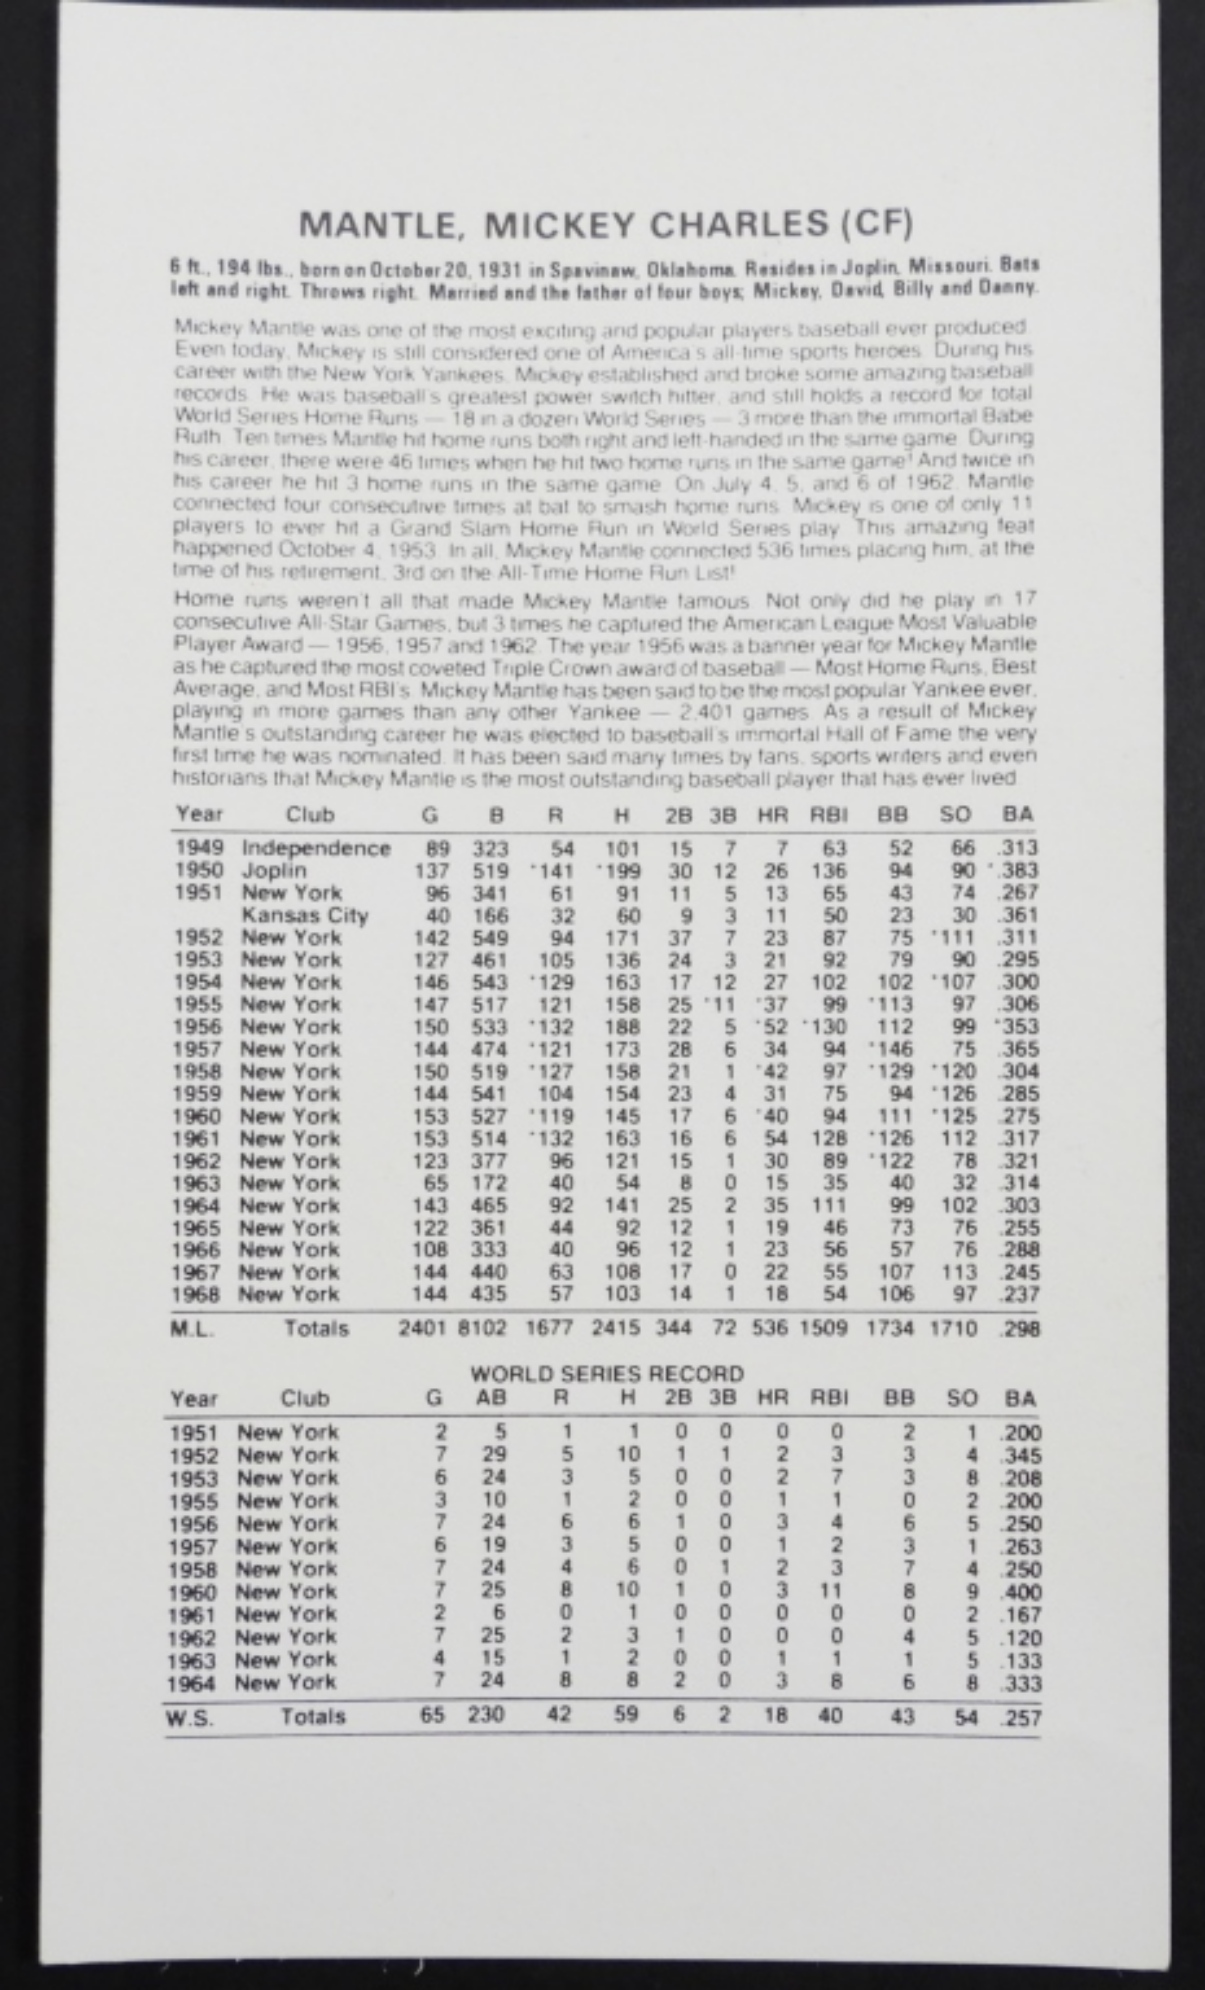 MANTLE, MICKEY CHARLES (CF)
6 ft., 194 lbs., born on October 20, 1931 in Spavinaw, Oklahoma. Resides in Joplin, Missouri. Bats
left and right. Throws right. Married and the father of four boys; Mickey, David, Billy and Danny.
Mickey Mantle was one of the most exciting and popular players baseball ever produced.
Even today, Mickey is still considered one of America's all-time sports heroes. During his
career with the New York Yankees, Mickey established and broke some amazing baseball
records. He was baseball's greatest power switch hitter, and still holds a record for total
World Series Home Runs — 18 in a dozen World Series — 3 more than the immortal Babe
Ruth. Ten times Mantle hit home runs both right and left-handed in the same game. During
his career, there were 46 times when he hit two home runs in the same game! And twice in
his career he hit 3 home runs in the same game. On July 4, 5, and 6 of 1962, Mantle
connected four consecutive times at bat to smash home runs. Mickey is one of only 11
players to ever hit a Grand Slam Home Run in World Series play. This amazing feat
happened October 4, 1953. In all, Mickey Mantle connected 536 times placing him, at the
time of his retirement, 3rd on the All-Time Home Run List!
Home runs weren't all that made Mickey Mantle famous. Not only did he play in 17
consecutive All-Star Games, but 3 times he captured the American League Most Valuable
Player Award — 1956, 1957 and 1962. The year 1956 was a banner year for Mickey Mantle
as he captured the most coveted Triple Crown award of baseball — Most Home Runs, Best
Average, and Most RBI's. Mickey Mantle has been said to be the most popular Yankee ever,
playing in more games than any other Yankee — 2,401 games. As a result of Mickey
Mantle's outstanding career he was elected to baseball's immortal Hall of Fame the very
first time he was nominated. It has been said many times by fans, sports writers and even
historians that Mickey Mantle is the most outstanding baseball player that has ever lived.
Year Club G B R H 2B 3B HR RBI BB SO BA
1949 Independence 89 323 54 101 15 7 7 63 52 66 .313
1950 Joplin 137 519 *141 *199 30 12 26 136 94 90 *.383
1951 New York 96 341 61 91 11 5 13 65 43 74 .267
Kansas City 40 166 32 60 9 3 11 50 23 30 .361
1952 New York 142 549 94 171 37 7 23 87 75 *111 .311
1953 New York 127 461 105 136 24 3 21 92 79 90 .295
1954 New York 146 543 *129 163 17 12 27 102 102 *107 .300
1955 New York 147 517 121 158 25 *11 *37 99 *113 97 .306
1956 New York 150 533 *132 188 22 5 *52 *130 112 99 *353
1957 New York 144 474 *121 173 28 6 34 94 *146 75 .365
1958 New York 150 519 *127 158 21 1 *42 97 *129 *120 .304
1959 New York 144 541 104 154 23 4 31 75 94 *126 .285
1960 New York 153 527 *119 145 17 6 *40 94 111 *125 .275
1961 New York 153 514 *132 163 16 6 54 128 *126 112 .317
1962 New York 123 377 96 121 15 1 30 89 *122 78 .321
1963 New York 65 172 40 54 8 0 15 35 40 32 .314
1964 New York 143 465 92 141 25 2 35 111 99 102 .303
1965 New York 122 361 44 92 12 1 19 46 73 76 .255
1966 New York 108 333 40 96 12 1 23 56 57 76 .288
1967 New York 144 440 63 108 17 0 22 55 107 113 .245
1968 New York 144 435 57 103 14 1 18 54 106 97 .237
M.L. Totals 2401 8102 1677 2415 344 72 536 1509 1734 1710 .298
WORLD SERIES RECORD
Year Club G AB R H 2B 3B HR RBI BB SO BA
1951 New York 2 5 1 1 0 0 0 0 2 1 .200
1952 New York 7 29 5 10 1 1 2 3 3 4 .345
1953 New York 6 24 3 5 0 0 2 7 3 8 .208
1955 New York 3 10 1 2 0 0 1 1 0 2 .200
1956 New York 7 24 6 6 1 0 3 4 6 5 .250
1957 New York 6 19 3 5 0 0 1 2 3 1 .263
1958 New York 7 24 4 6 0 1 2 3 7 4 .250
1960 New York 7 25 8 10 1 0 3 11 8 9 .400
1961 New York 2 6 0 1 0 0 0 0 0 2 .167
1962 New York 7 25 2 3 1 0 0 0 4 5 .120
1963 New York 4 15 1 2 0 0 1 1 1 5 .133
1964 New York 7 24 8 8 2 0 3 8 6 8 .333
W.S. Totals 65 230 42 59 6 2 18 40 43 54 .257